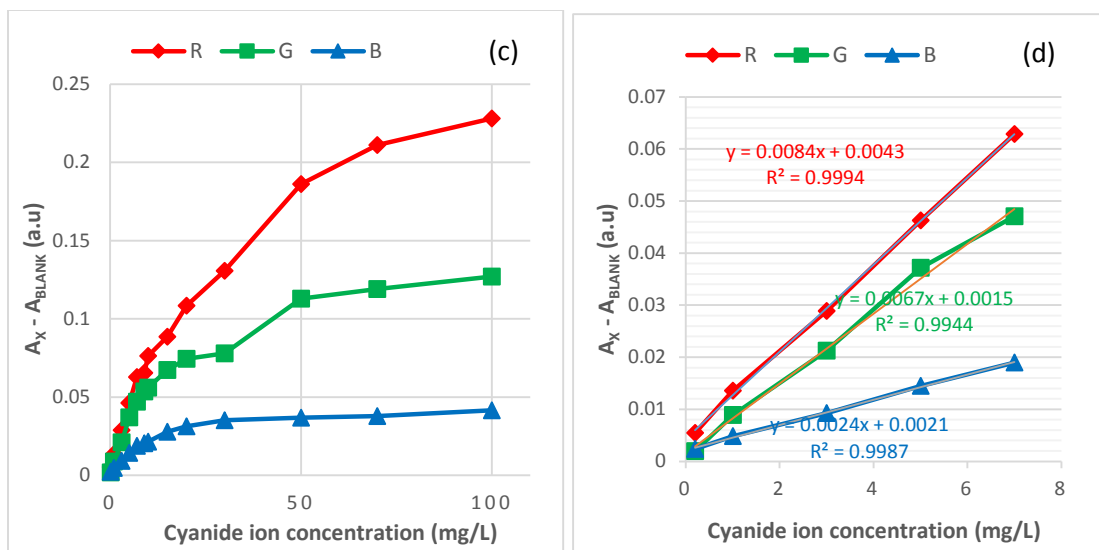 R G B (c)
0.25
0.2
0.15
0.1
0.05
0
0 50 100
A_X - A_BLANK (a.u)
Cyanide ion concentration (mg/L)
R G B (d)
0.07
0.06
0.05
0.04
0.03
0.02
0.01
0
0 2 4 6 8
y = 0.0084x + 0.0043
R² = 0.9994
y = 0.0067x + 0.0015
R² = 0.9944
y = 0.0024x + 0.0021
R² = 0.9987
A_X - A_BLANK (a.u)
Cyanide ion concentration (mg/L)